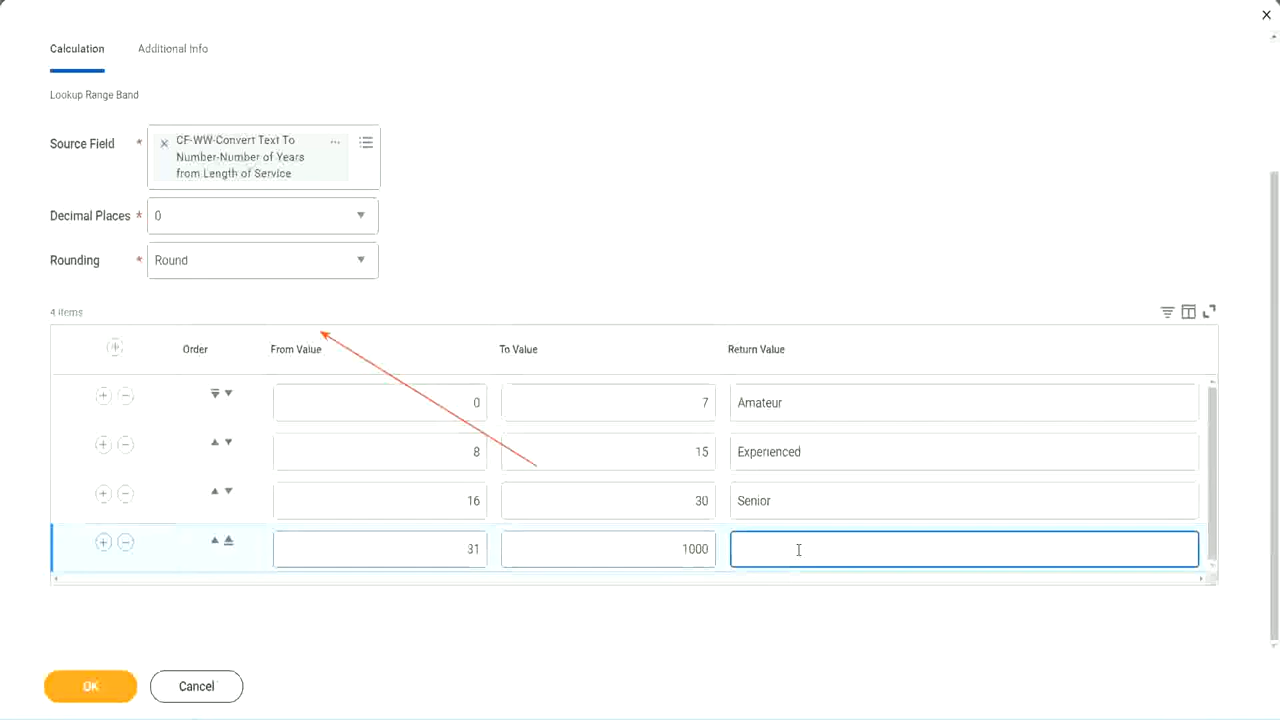 Calculation Additional Info
Lookup Range Band
Source Field * CF-WW-Convert Text To
Number-Number of Years
from Length of Service
Decimal Places * 0
Rounding * Round
4 items
Order From Value To Value Return Value
0 7 Amateur
8 15 Experienced
16 30 Senior
31 1000
OK Cancel